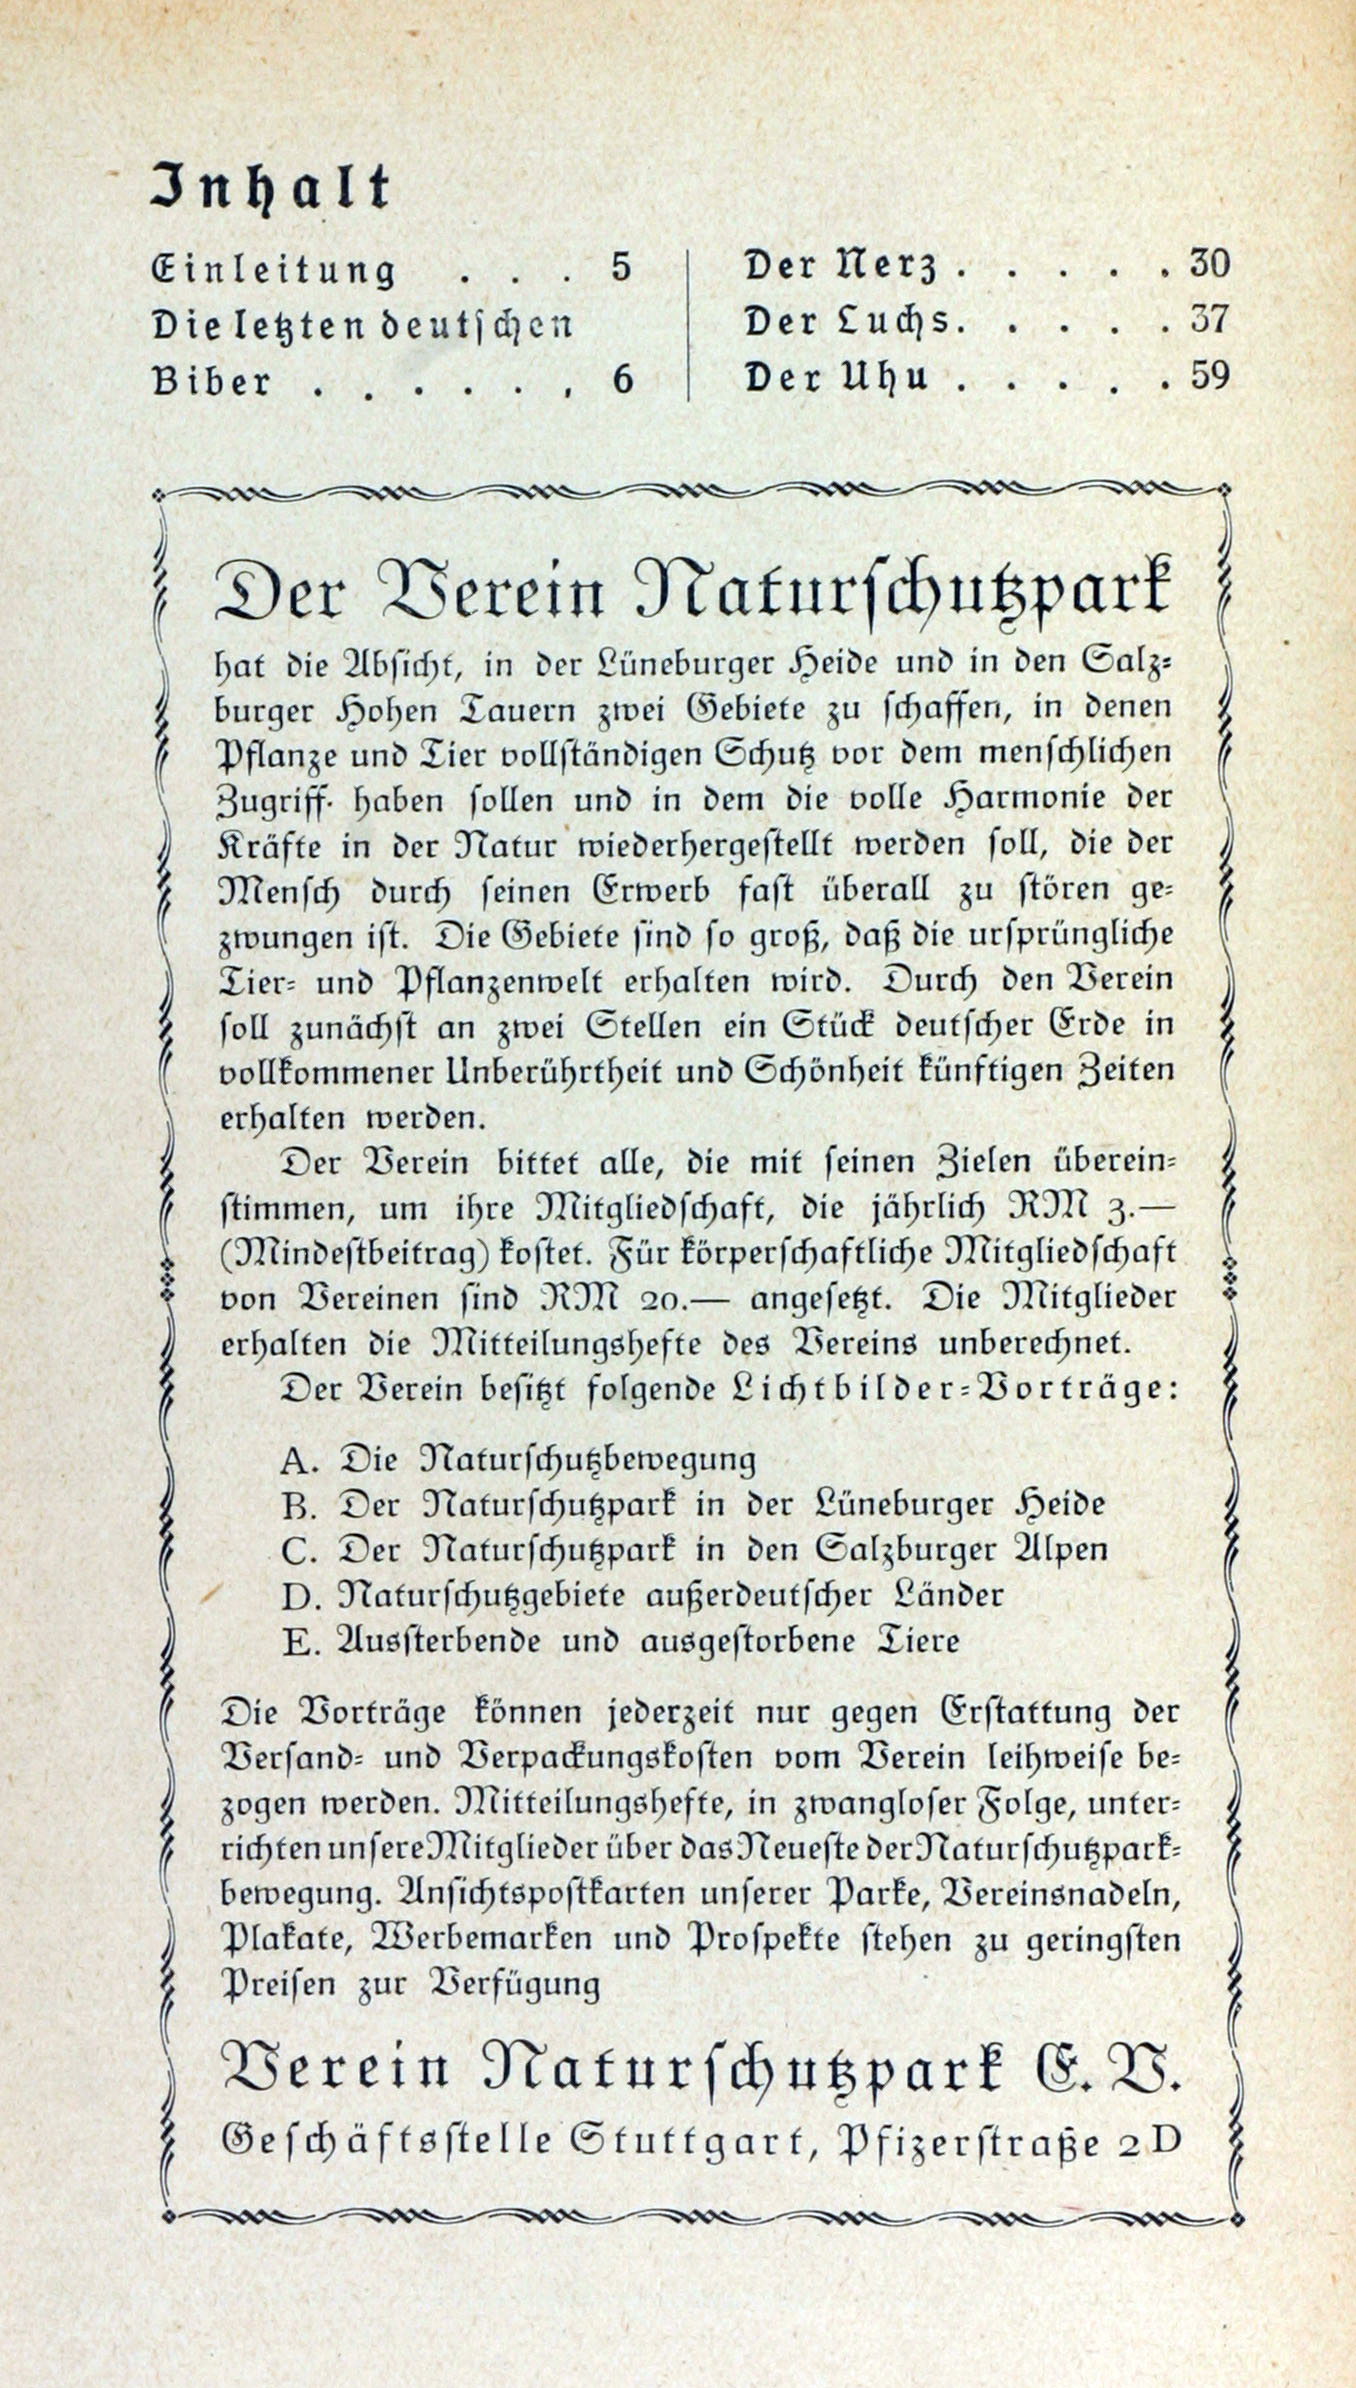 Inhalt
Einleitung . . . 5
Die letzten deutschen
Biber . . . . . . 6
Der Nerz . . . . . 30
Der Luchs. . . . . 37
Der Uhu . . . . . 59
Der Verein Naturschutzpark
hat die Absicht, in der Lüneburger Heide und in den Salz-
burger Hohen Tauern zwei Gebiete zu schaffen, in denen
Pflanze und Tier vollständigen Schutz vor dem menschlichen
Zugriff haben sollen und in dem die volle Harmonie der
Kräfte in der Natur wiederhergestellt werden soll, die der
Mensch durch seinen Erwerb fast überall zu stören ge-
zwungen ist. Die Gebiete sind so groß, daß die ursprüngliche
Tier- und Pflanzenwelt erhalten wird. Durch den Verein
soll zunächst an zwei Stellen ein Stück deutscher Erde in
vollkommener Unberührtheit und Schönheit künftigen Zeiten
erhalten werden.
Der Verein bittet alle, die mit seinen Zielen überein-
stimmen, um ihre Mitgliedschaft, die jährlich RM 3.—
(Mindestbeitrag) kostet. Für körperschaftliche Mitgliedschaft
von Vereinen sind RM 20.— angesetzt. Die Mitglieder
erhalten die Mitteilungshefte des Vereins unberechnet.
Der Verein besitzt folgende Lichtbilder-Vorträge:
A. Die Naturschutzbewegung
B. Der Naturschutzpark in der Lüneburger Heide
C. Der Naturschutzpark in den Salzburger Alpen
D. Naturschutzgebiete außerdeutscher Länder
E. Aussterbende und ausgestorbene Tiere
Die Vorträge können jederzeit nur gegen Erstattung der
Versand- und Verpackungskosten vom Verein leihweise be-
zogen werden. Mitteilungshefte, in zwangloser Folge, unter-
richten unsere Mitglieder über das Neueste der Naturschutzpark-
bewegung. Ansichtspostkarten unserer Parke, Vereinsnadeln,
Plakate, Werbemarken und Prospekte stehen zu geringsten
Preisen zur Verfügung
Verein Naturschutzpark E. V.
Geschäftsstelle Stuttgart, Pfizerstraße 2 D